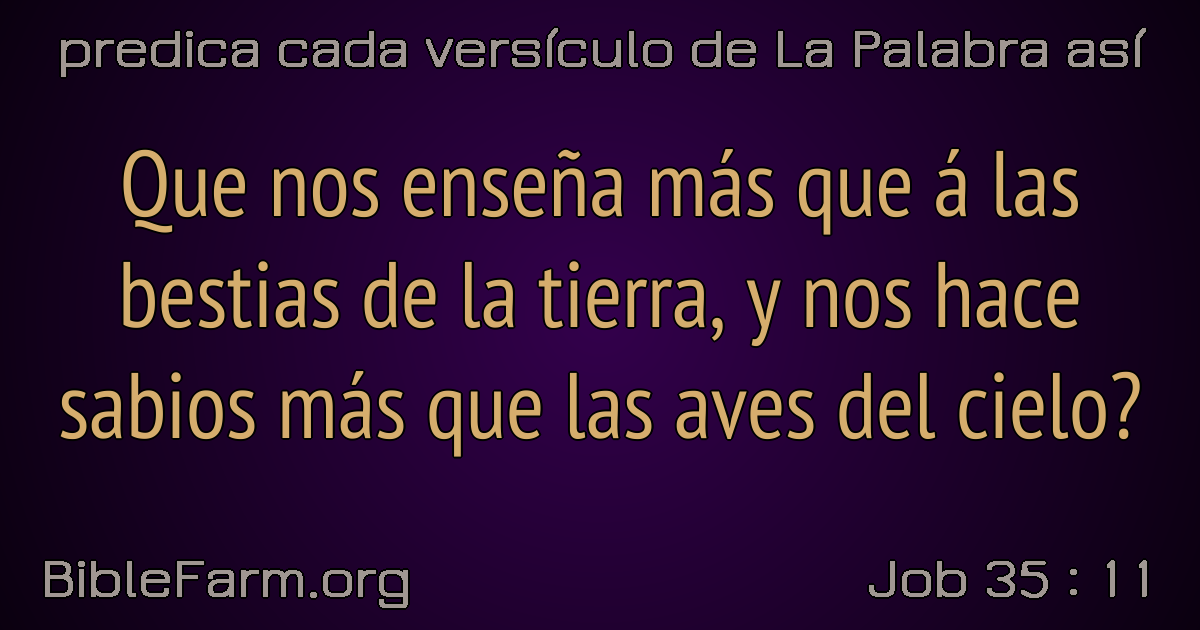 predica cada versículo de La Palabra así
Que nos enseña más que á las
bestias de la tierra, y nos hace
sabios más que las aves del cielo?
BibleFarm.org
Job 35 : 11